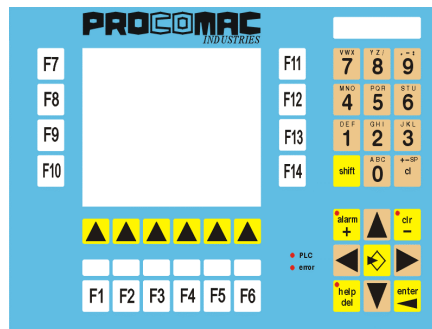 PROCOMAC
INDUSTRIES
F7
F8
F9
F10
F11
F12
F13
F14
VWX YZ/ .-:
7 8 9
MNO PQR STU
4 5 6
DEF GHI JKL
1 2 3
ABC +-SP
shift 0 cl
alarm clr
+ -
PLC
error
help enter
del
F1 F2 F3 F4 F5 F6